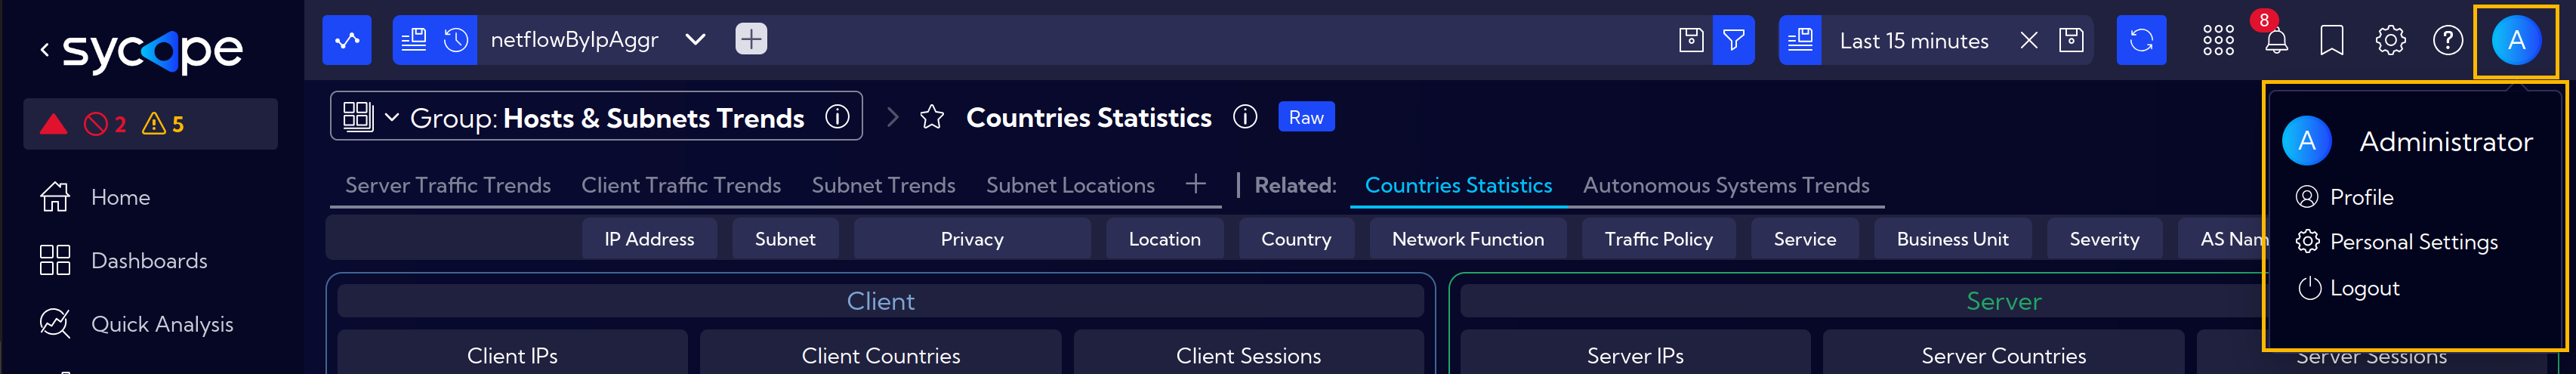 sycope
netflowByIpAggr
Last 15 minutes
8
A
2 5
Group: Hosts & Subnets Trends
Countries Statistics
Raw
A Administrator
Profile
Personal Settings
Logout
Home
Dashboards
Quick Analysis
Server Traffic Trends Client Traffic Trends Subnet Trends Subnet Locations + Related: Countries Statistics Autonomous Systems Trends
IP Address Subnet Privacy Location Country Network Function Traffic Policy Service Business Unit Severity AS Nam
Client Server
Client IPs Client Countries Client Sessions Server IPs Server Countries Server Sessions